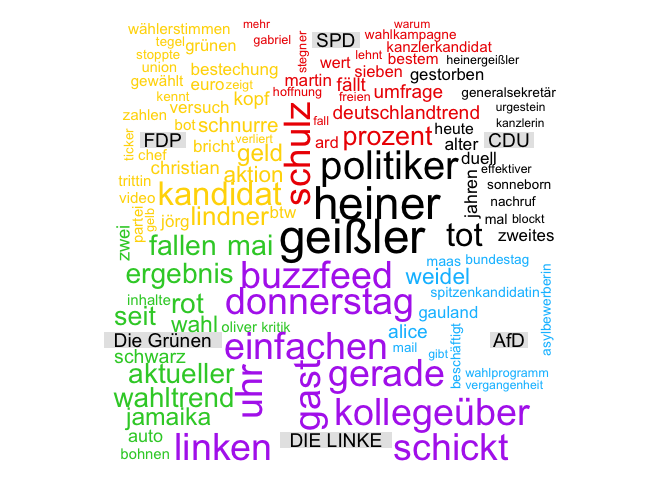 mehr warum
wählerstimmen gabriel SPD wahlkampagne
tegel grünen stegner kanzlerkandidat
stoppte lehnt bestem heinergeißler
union bestechung wert sieben gestorben
gewählt euro zeigt martin fällt
kennt kopf hoffnung freien umfrage generalsekretär
versuch deutschlandtrend urgestein
zahlen bot schnurre fall kanzlerin
FDP verliert schulz ard prozent heute CDU
ticker bricht geld alter
chef politiker duell
christian aktion effektiver
trittin kandidat jahren sonneborn
video heiner nachruf
partei gelb jörg lindner btw mal blockt
zwei fallen mai geißler tot zweites
maas bundestag
ergebnis buzzfeed weidel asylbewerberin
inhalte rot donnerstag spitzenkandidatin
seit gauland
wahl oliver kritik alice
Die Grünen einfachen mail AfD
schwarz gibt beschäftigt
aktueller uhr gast gerade wahlprogramm
wahltrend vergangenheit
jamaika kollegeüber
auto DIE LINKE
bohnen linken schickt